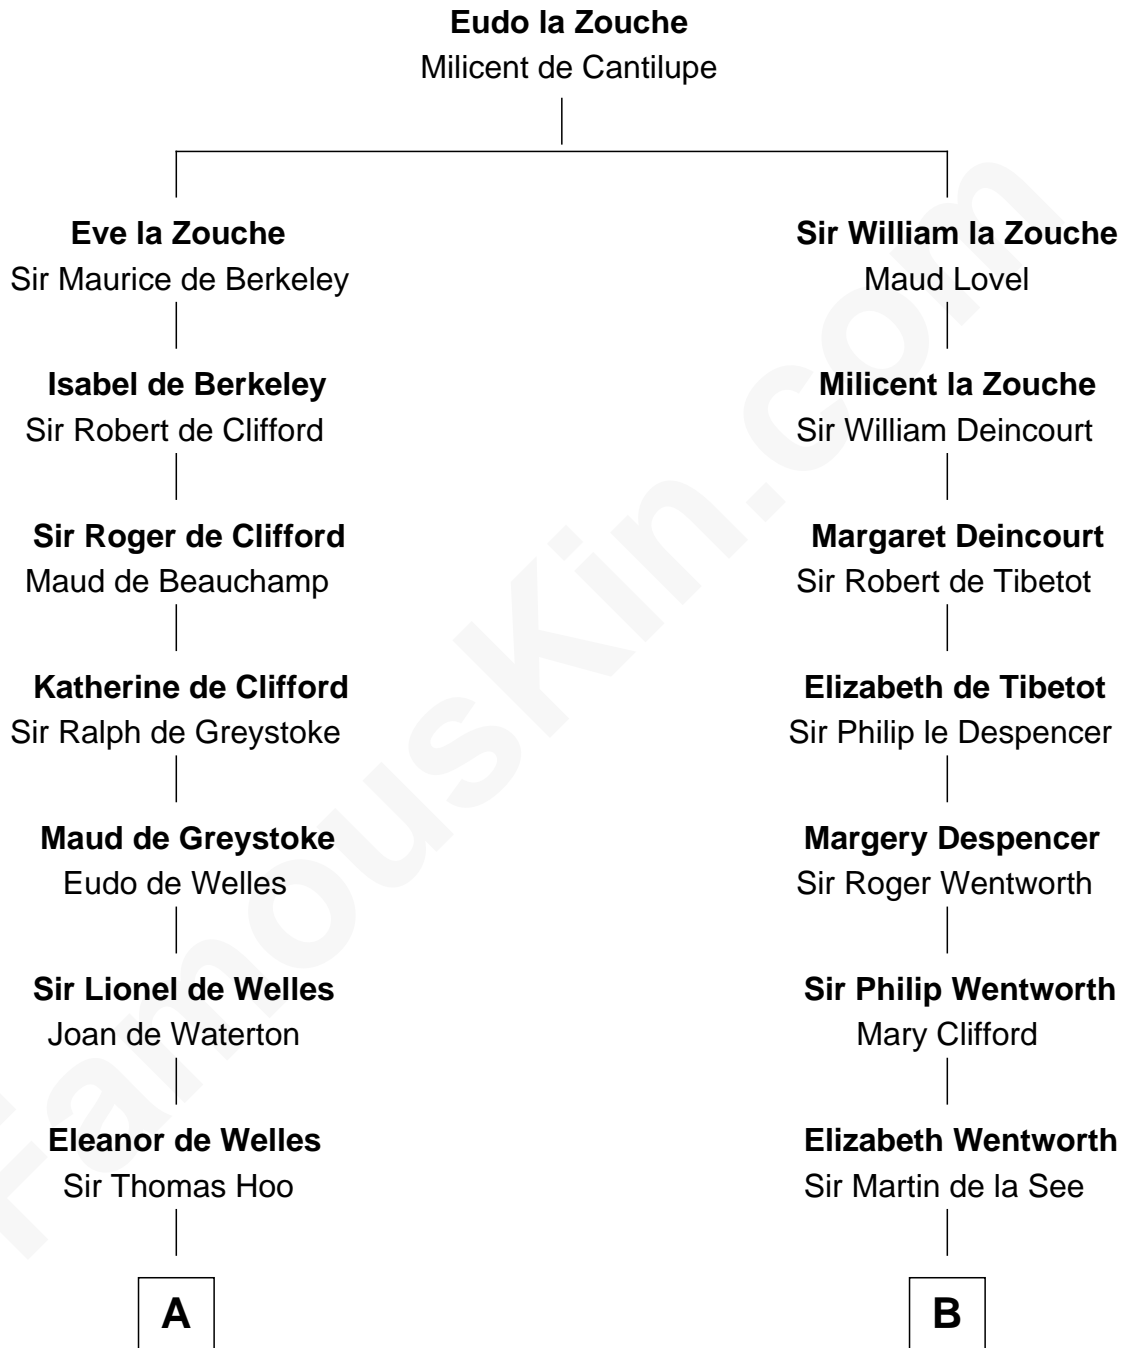 Eudo la Zouche
Milicent de Cantilupe
Eve la Zouche
Sir Maurice de Berkeley
Isabel de Berkeley
Sir Robert de Clifford
Sir Roger de Clifford
Maud de Beauchamp
Katherine de Clifford
Sir Ralph de Greystoke
Maud de Greystoke
Eudo de Welles
Sir Lionel de Welles
Joan de Waterton
Eleanor de Welles
Sir Thomas Hoo
A
Sir William la Zouche
Maud Lovel
Milicent la Zouche
Sir William Deincourt
Margaret Deincourt
Sir Robert de Tibetot
Elizabeth de Tibetot
Sir Philip le Despencer
Margery Despencer
Sir Roger Wentworth
Sir Philip Wentworth
Mary Clifford
Elizabeth Wentworth
Sir Martin de la See
B
FamousKin.com